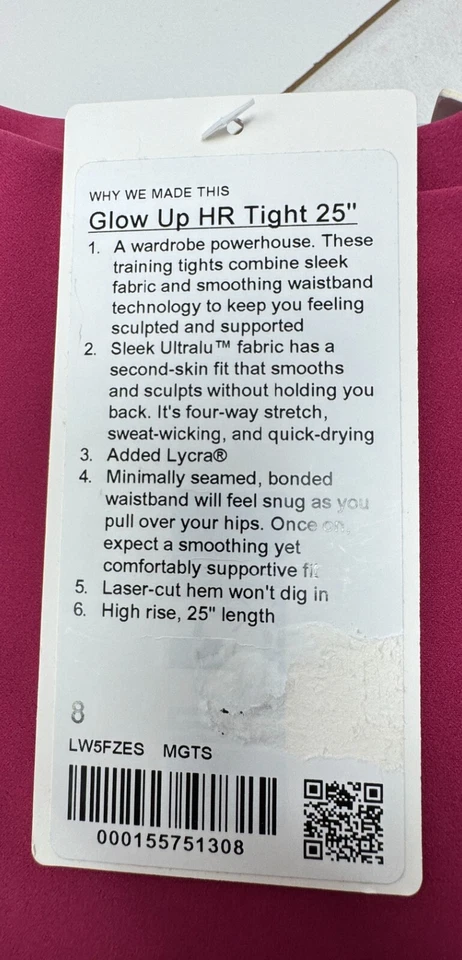 WHY WE MADE THIS
Glow Up HR Tight 25"
1. A wardrobe powerhouse. These
training tights combine sleek
fabric and smoothing waistband
technology to keep you feeling
sculpted and supported
2. Sleek Ultralu™ fabric has a
second-skin fit that smooths
and sculpts without holding you
back. It's four-way stretch,
sweat-wicking, and quick-drying
3. Added Lycra®
4. Minimally seamed, bonded
waistband will feel snug as you
pull over your hips. Once on,
expect a smoothing yet
comfortably supportive fit
5. Laser-cut hem won't dig in
6. High rise, 25" length
8
LW5FZES MGTS
000155751308